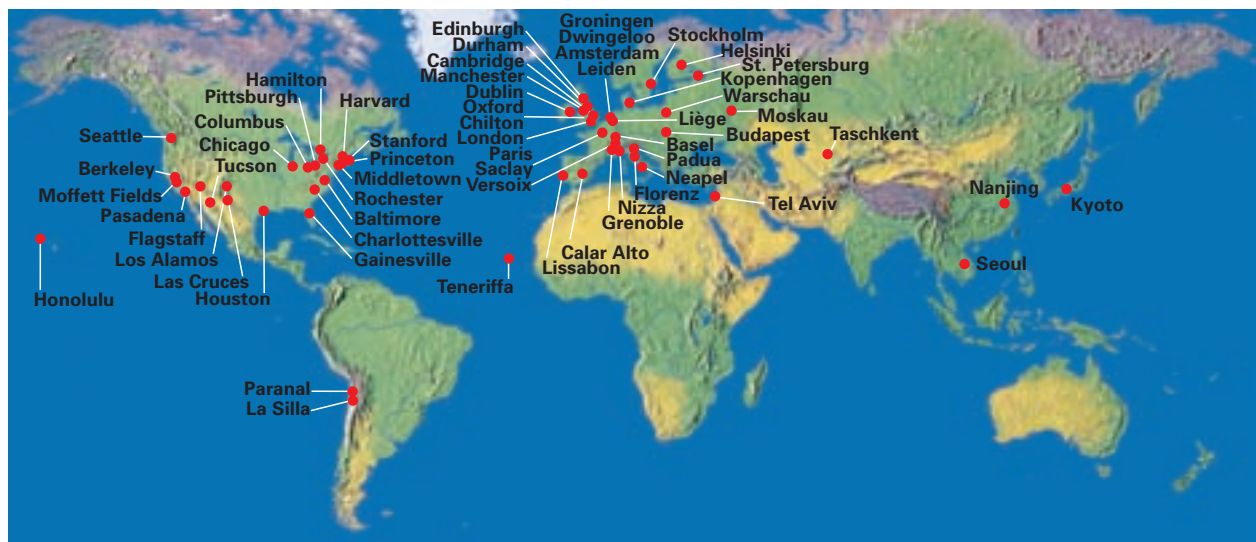 Seattle
Berkeley
Moffett Fields
Pasadena
Flagstaff
Los Alamos
Las Cruces
Houston
Honolulu
Hamilton
Pittsburgh
Columbus
Chicago
Tucson
Harvard
Stanford
Princeton
Middletown
Rochester
Baltimore
Charlottesville
Gainesville
Paranal
La Silla
Teneriffa
Edinburgh
Durham
Cambridge
Manchester
Dublin
Oxford
Chilton
London
Paris
Saclay
Versoix
Groningen
Dwingeloo
Amsterdam
Leiden
Stockholm
Helsinki
St. Petersburg
Kopenhagen
Warschau
Moskau
Liège
Budapest
Basel
Padua
Neapel
Florenz
Nizza
Grenoble
Calar Alto
Lissabon
Tel Aviv
Taschkent
Nanjing
Kyoto
Seoul